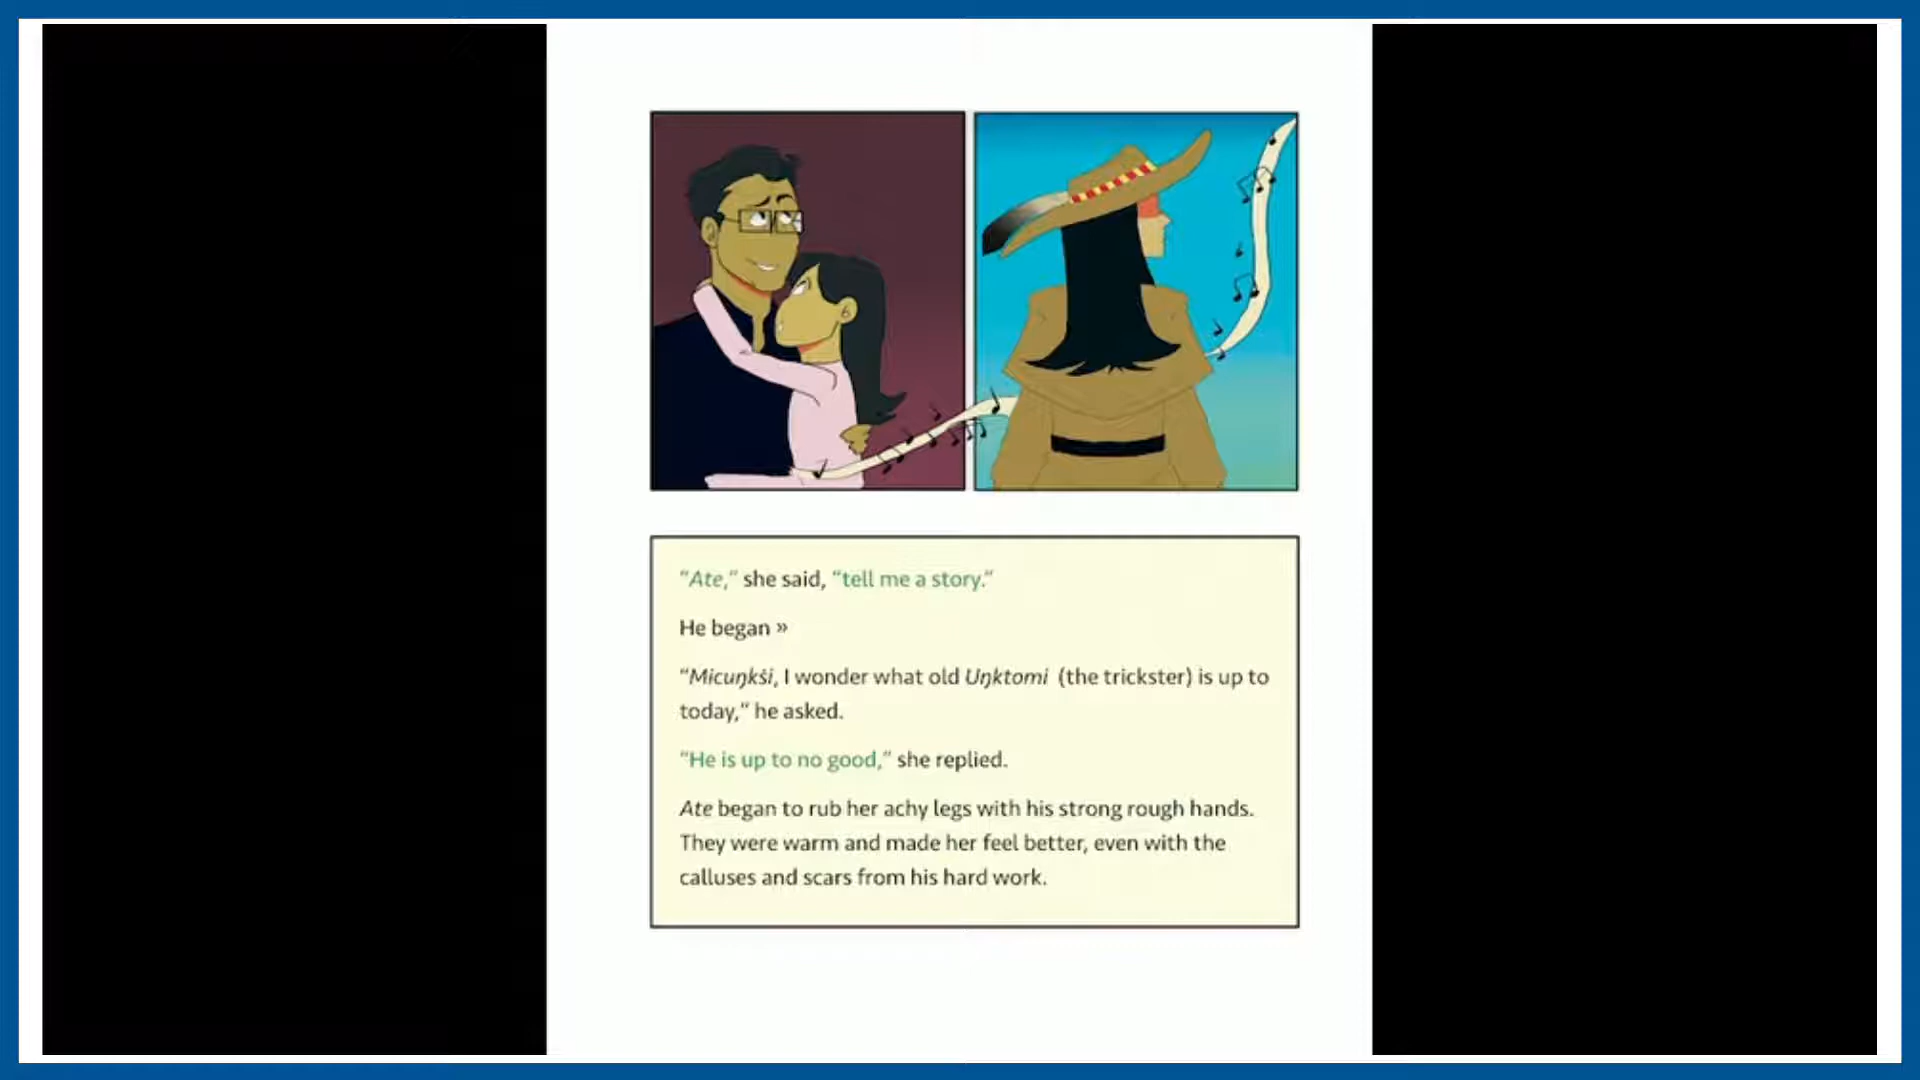 “Ate,” she said, “tell me a story.”
He began »
“Micuŋkṡi, I wonder what old Uŋktomi (the trickster) is up to
today,” he asked.
“He is up to no good,” she replied.
Ate began to rub her achy legs with his strong rough hands.
They were warm and made her feel better, even with the
calluses and scars from his hard work.